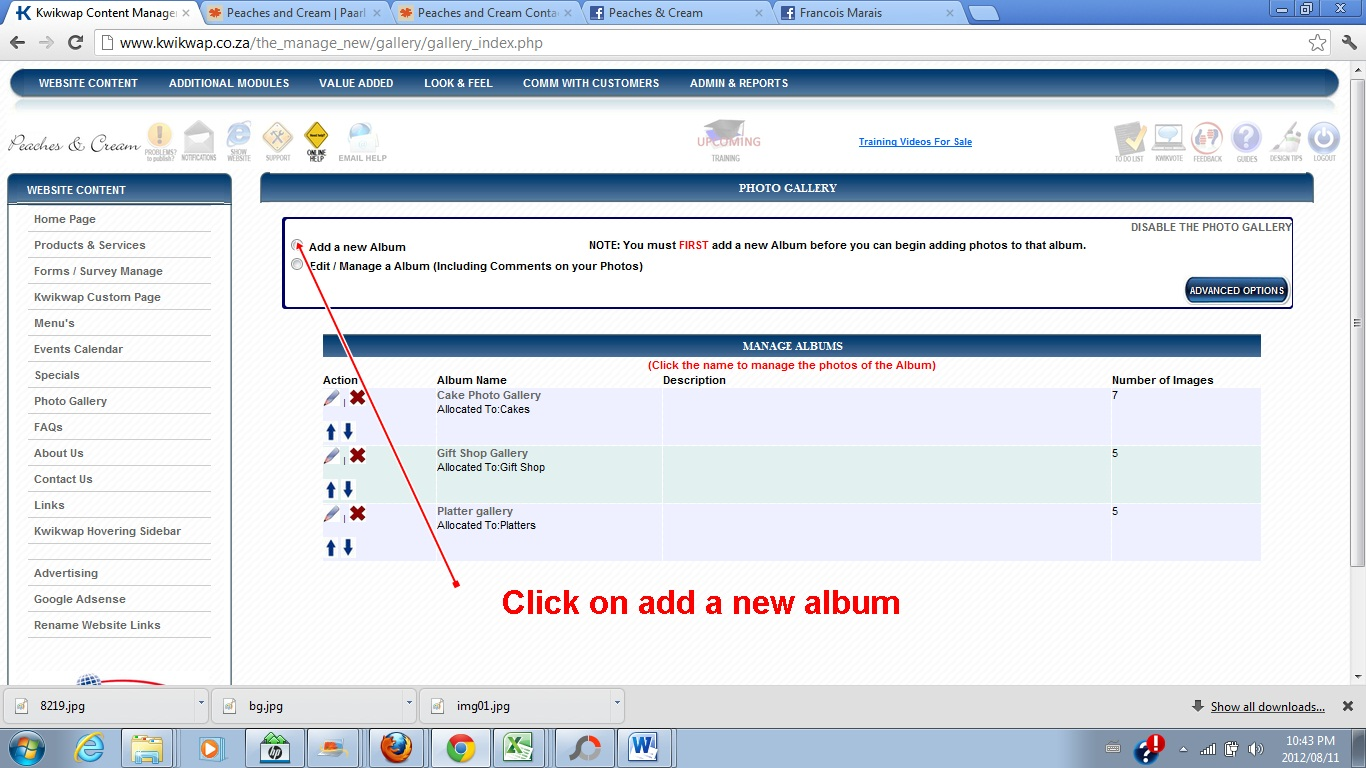 Kwikwap Content Manage
Peaches and Cream | Paarl
Peaches and Cream Conta
Peaches & Cream
Francois Marais
www.kwikwap.co.za/the_manage_new/gallery/gallery_index.php
WEBSITE CONTENT
ADDITIONAL MODULES
VALUE ADDED
LOOK & FEEL
COMM WITH CUSTOMERS
ADMIN & REPORTS
Peaches & Cream
PROBLEMS
to publish?
NOTIFICATIONS
SHOW
WEBSITE
SUPPORT
Need help?
ONLINE
HELP
EMAIL HELP
UPCOMING
TRAINING
Training Videos For Sale
TO DO LIST
KWIKVOTE
FEEDBACK
GUIDES
DESIGN TIPS
LOGOUT
WEBSITE CONTENT
Home Page
Products & Services
Forms / Survey Manage
Kwikwap Custom Page
Menu's
Events Calendar
Specials
Photo Gallery
FAQs
About Us
Contact Us
Links
Kwikwap Hovering Sidebar
Advertising
Google Adsense
Rename Website Links
PHOTO GALLERY
DISABLE THE PHOTO GALLERY
Add a new Album
NOTE: You must FIRST add a new Album before you can begin adding photos to that album.
Edit / Manage a Album (Including Comments on your Photos)
ADVANCED OPTIONS
MANAGE ALBUMS
(Click the name to manage the photos of the Album)
Action Album Name Description Number of Images
Cake Photo Gallery 7
Allocated To:Cakes
Gift Shop Gallery 5
Allocated To:Gift Shop
Platter gallery 5
Allocated To:Platters
Click on add a new album
8219.jpg
bg.jpg
img01.jpg
Show all downloads...
10:43 PM
2012/08/11